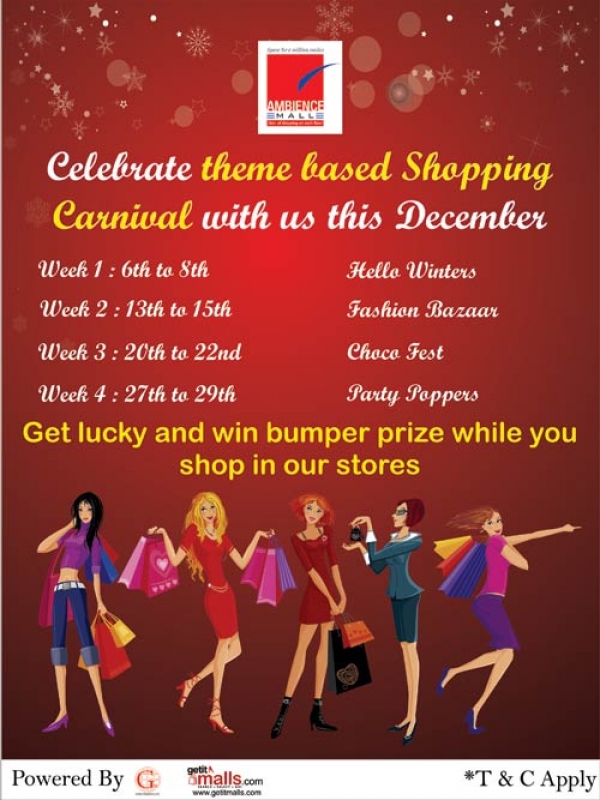 AMBIENCE
MALL
Celebrate theme based Shopping
Carnival with us this December
Week 1 : 6th to 8th Hello Winters
Week 2 : 13th to 15th Fashion Bazaar
Week 3 : 20th to 22nd Choco Fest
Week 4 : 27th to 29th Party Poppers
Get lucky and win bumper prize while you
shop in our stores
Powered By G getit malls.com *T & C Apply
www.getitmalls.com